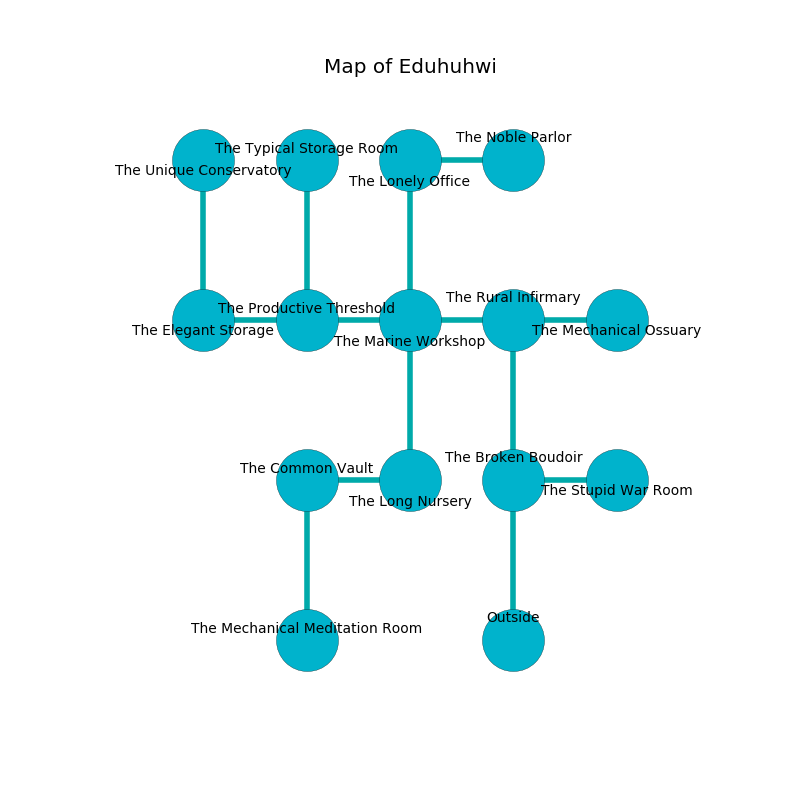 Map of Eduhuhwi
The Noble Parlor
The Typical Storage Room
The Unique Conservatory
The Lonely Office
The Rural Infirmary
The Productive Threshold
The Elegant Storage
The Mechanical Ossuary
The Marine Workshop
The Broken Boudoir
The Common Vault
The Stupid War Room
The Long Nursery
Outside
The Mechanical Meditation Room